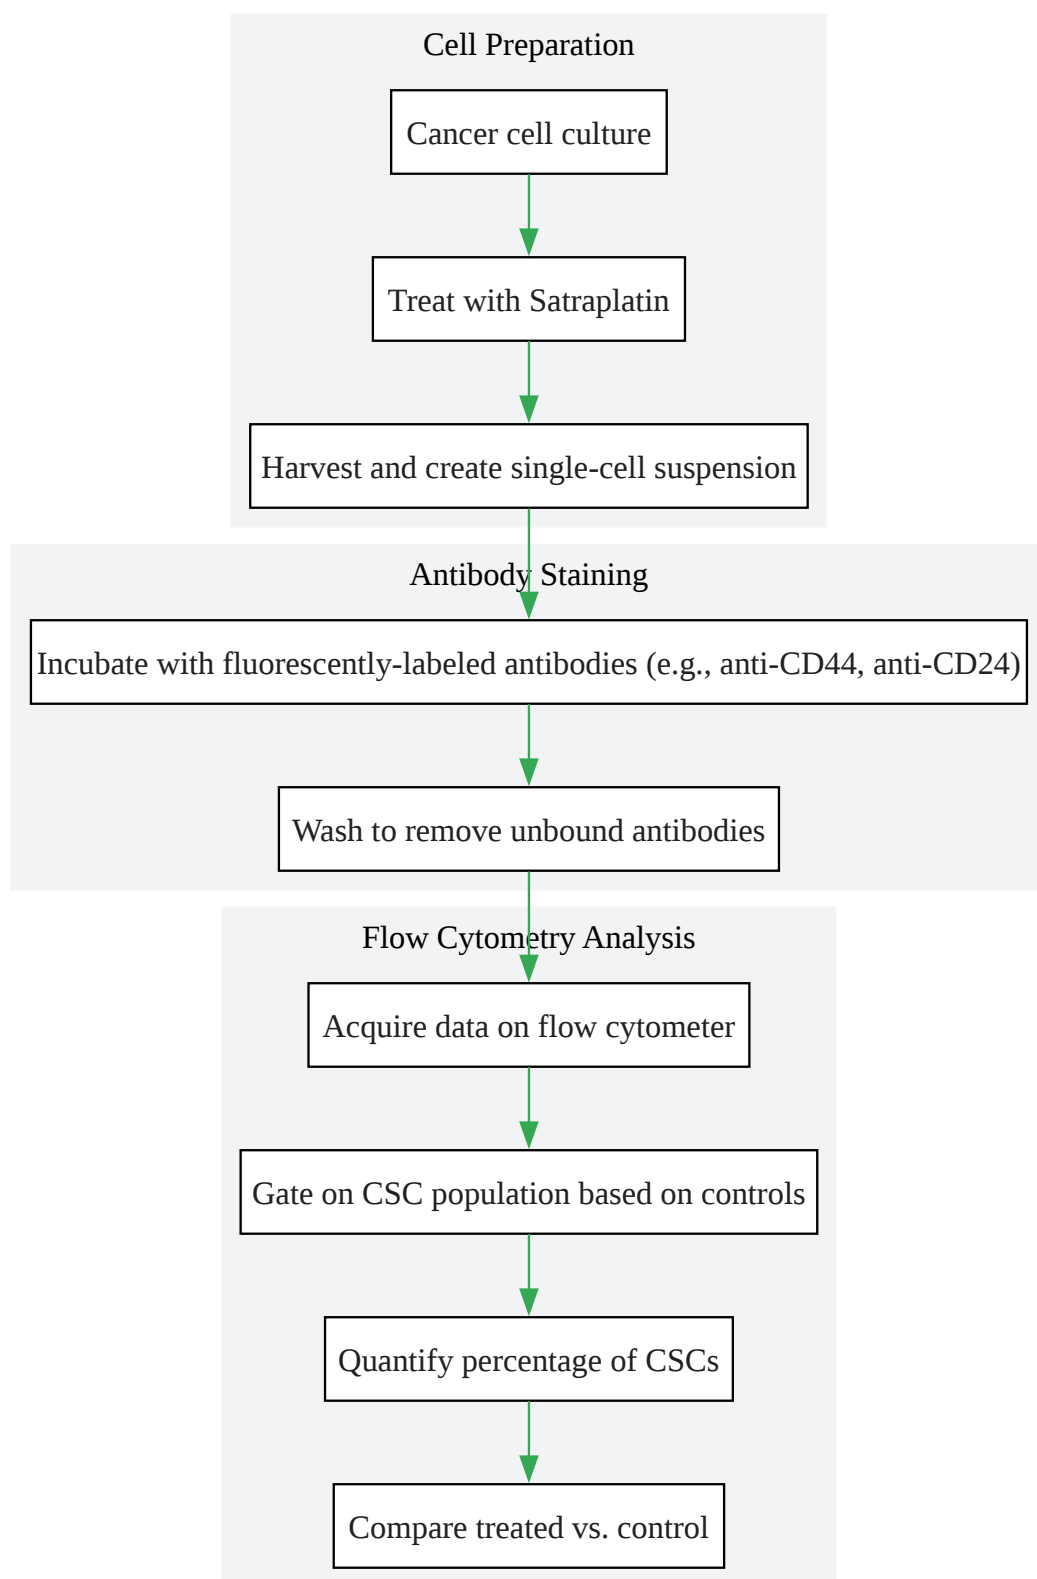 Cell Preparation
Cancer cell culture
Treat with Satraplatin
Harvest and create single-cell suspension
Antibody Staining
Incubate with fluorescently-labeled antibodies (e.g., anti-CD44, anti-CD24)
Wash to remove unbound antibodies
Flow Cytometry Analysis
Acquire data on flow cytometer
Gate on CSC population based on controls
Quantify percentage of CSCs
Compare treated vs. control